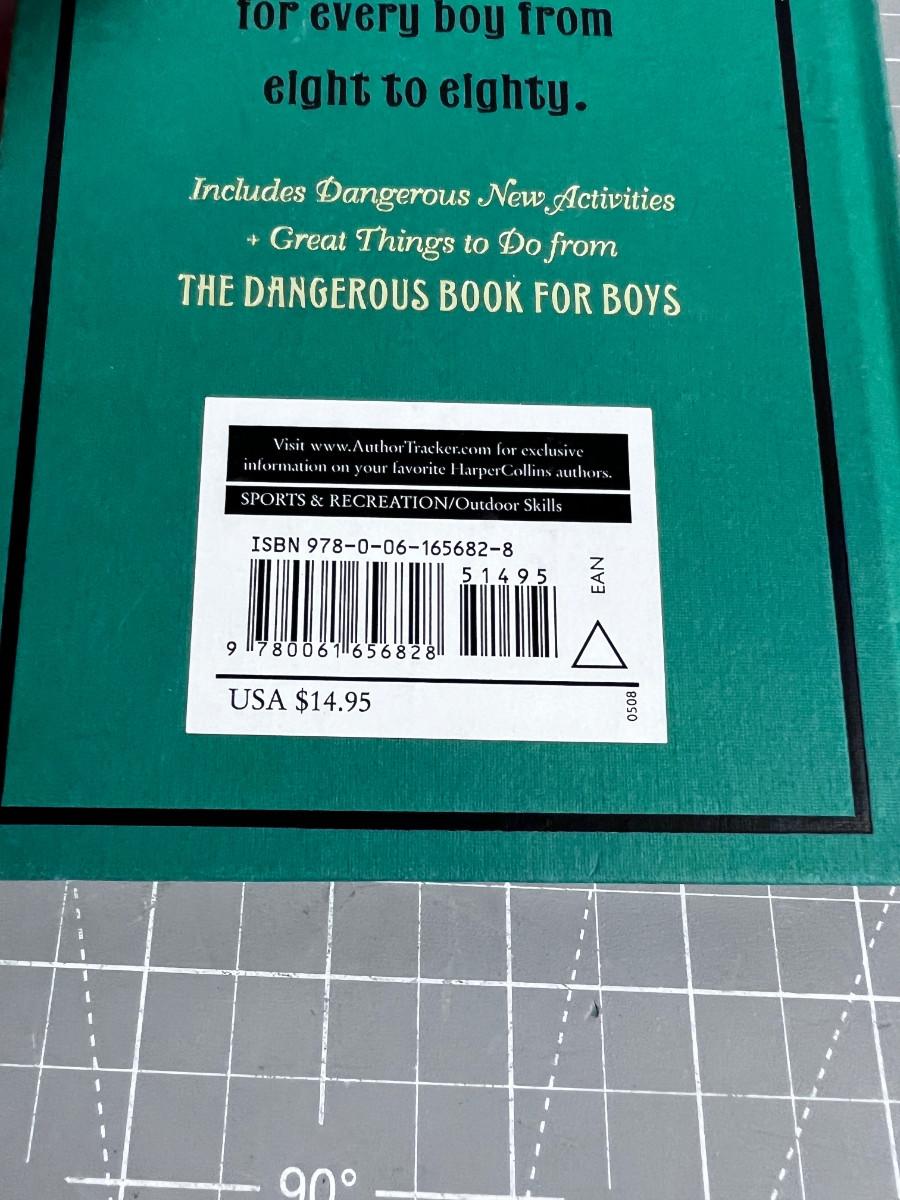 for every boy from
eight to eighty.
Includes Dangerous New Activities
+ Great Things to Do from
THE DANGEROUS BOOK FOR BOYS
Visit www.AuthorTracker.com for exclusive
information on your favorite HarperCollins authors.
SPORTS & RECREATION/Outdoor Skills
ISBN 978-0-06-165682-8
51495
EAN
9 780061 656828
USA $14.95
0508
90°